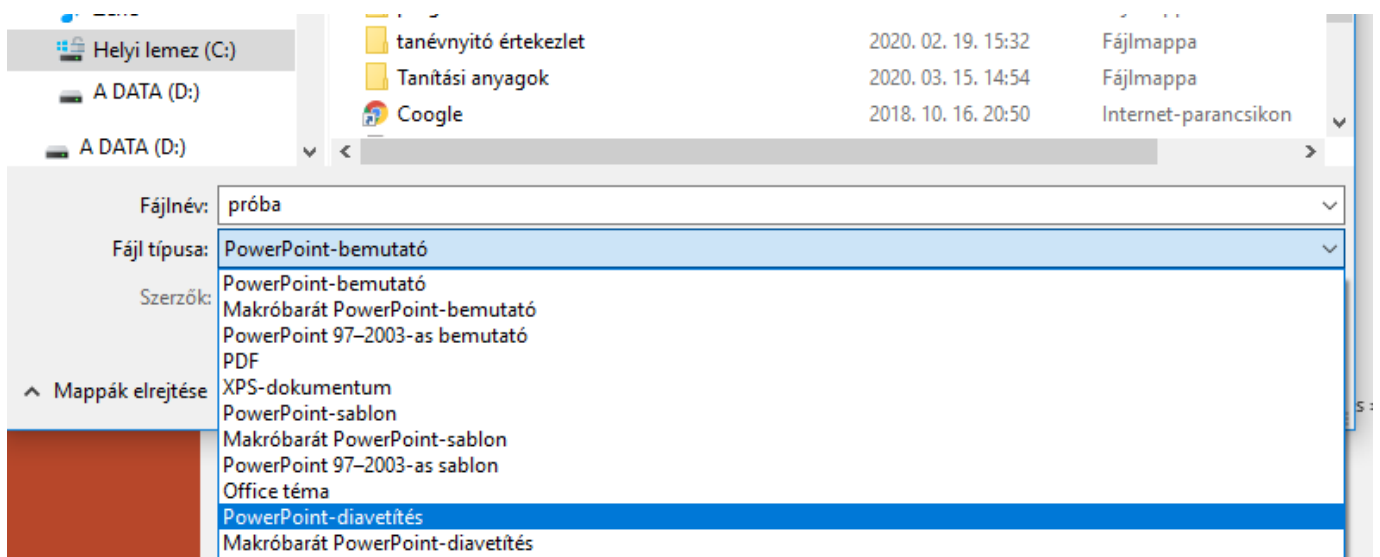 Helyi lemez (C:)
tanévnyitó értekezlet 2020. 02. 19. 15:32 Fájlmappa
A DATA (D:)
Tanítási anyagok 2020. 03. 15. 14:54 Fájlmappa
Coogle 2018. 10. 16. 20:50 Internet-parancsikon
A DATA (D:)
Fájlnév: próba
Fájl típusa: PowerPoint-bemutató
Szerzők:
PowerPoint-bemutató
Makróbarát PowerPoint-bemutató
PowerPoint 97–2003-as bemutató
PDF
Mappák elrejtése
XPS-dokumentum
PowerPoint-sablon
Makróbarát PowerPoint-sablon
PowerPoint 97–2003-as sablon
Office téma
PowerPoint-diavetítés
Makróbarát PowerPoint-diavetítés